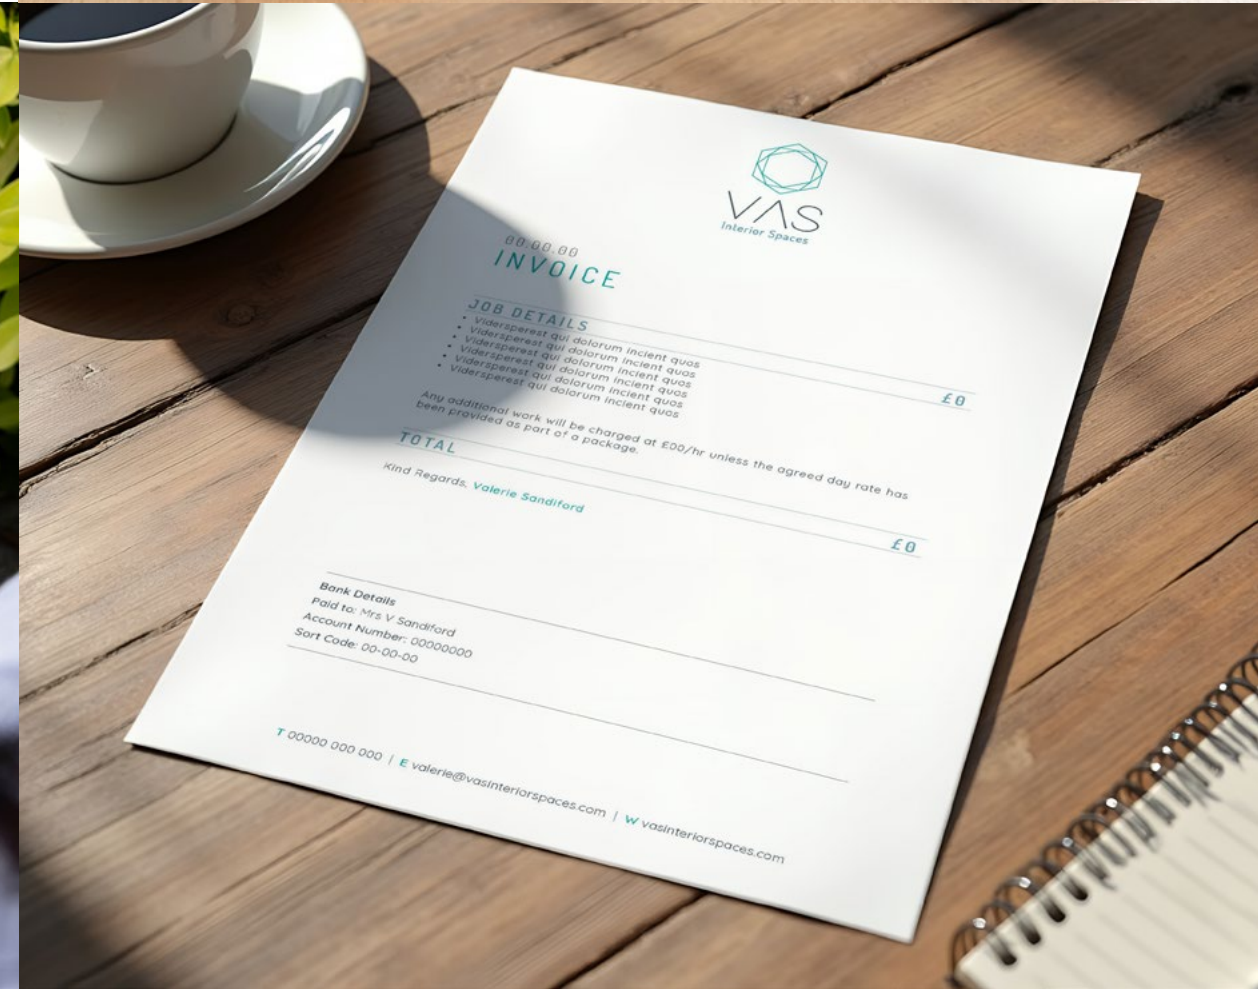 VAS
Interior Spaces
00.00.00
INVOICE
JOB DETAILS
£0
• Vidersperest qui dolorum incient quos
• Vidersperest qui dolorum incient quos
• Vidersperest qui dolorum incient quos
• Vidersperest qui dolorum incient quos
• Vidersperest qui dolorum incient quos
• Vidersperest qui dolorum incient quos
Any additional work will be charged at £00/hr unless the agreed day rate has
been provided as part of a package.
TOTAL
£0
Kind Regards, Valerie Sandiford
Bank Details
Paid to: Mrs V Sandiford
Account Number: 00000000
Sort Code: 00-00-00
T 00000 000 000 | E valerie@vasinteriorspaces.com | W vasinteriorspaces.com